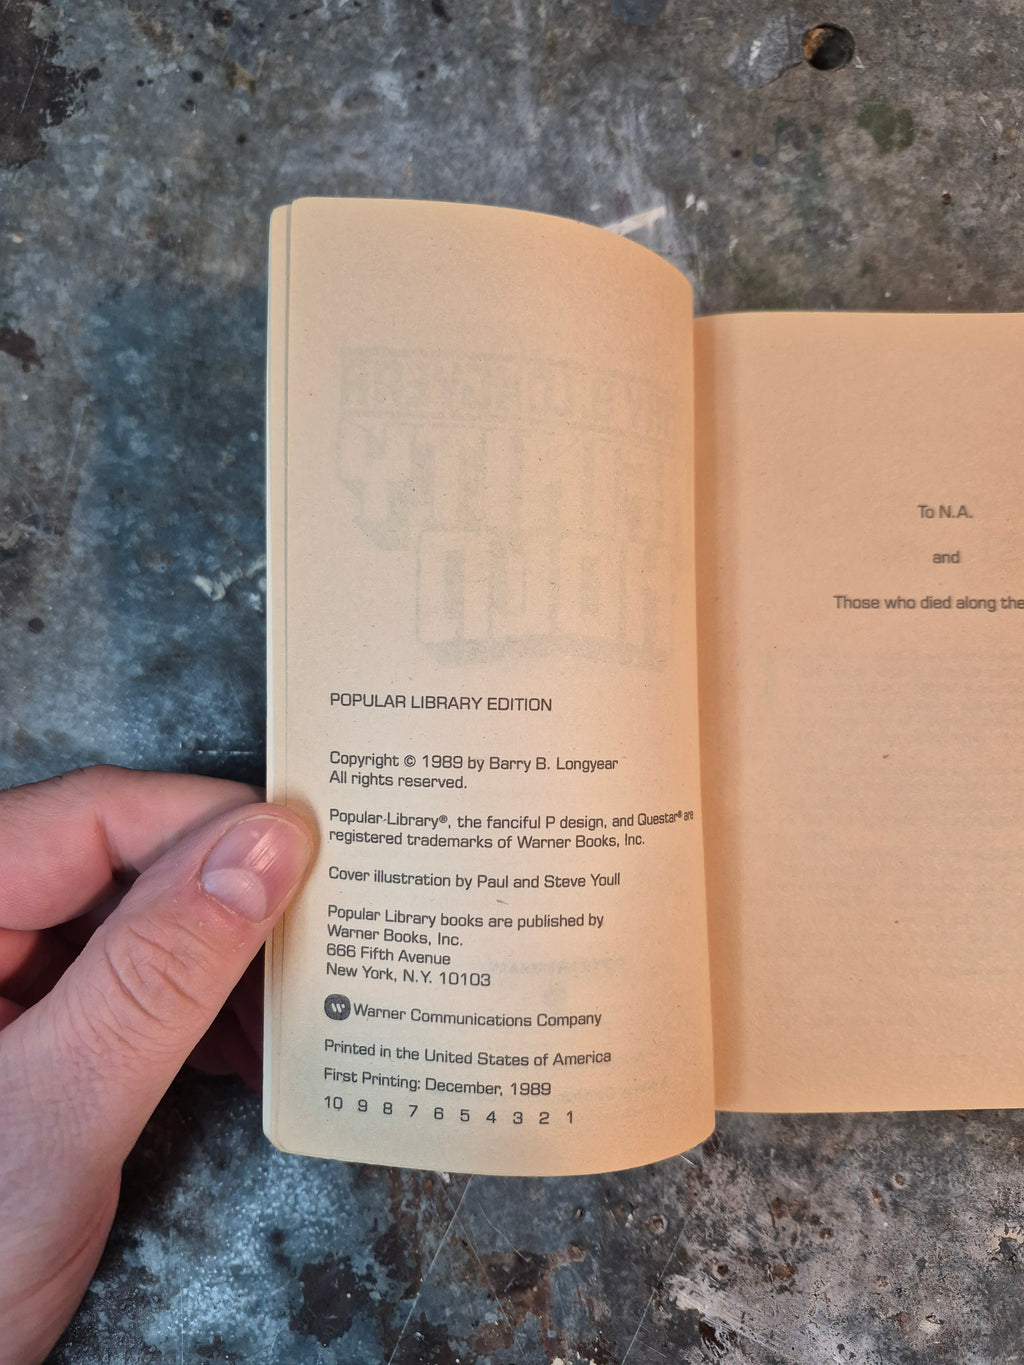 POPULAR LIBRARY EDITION
Copyright © 1989 by Barry B. Longyear
All rights reserved.
Popular Library®, the fanciful P design, and Questar® are
registered trademarks of Warner Books, Inc.
Cover illustration by Paul and Steve Youll
Popular Library books are published by
Warner Books, Inc.
666 Fifth Avenue
New York, N.Y. 10103
Warner Communications Company
Printed in the United States of America
First Printing: December, 1989
10 9 8 7 6 5 4 3 2 1
To N.A.
and
Those who died along the